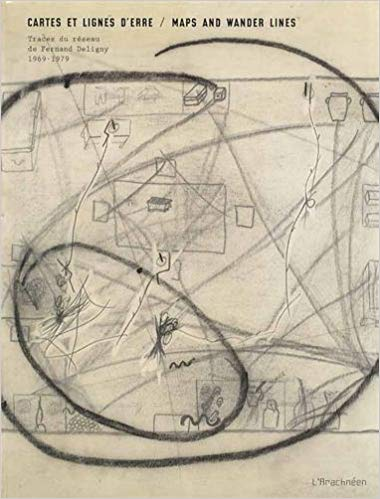 CARTES ET LIGNES D'ERRE / MAPS AND WANDER LINES
Traces du réseau
de Fernand Deligny
1969-1979
L'Arachnéen